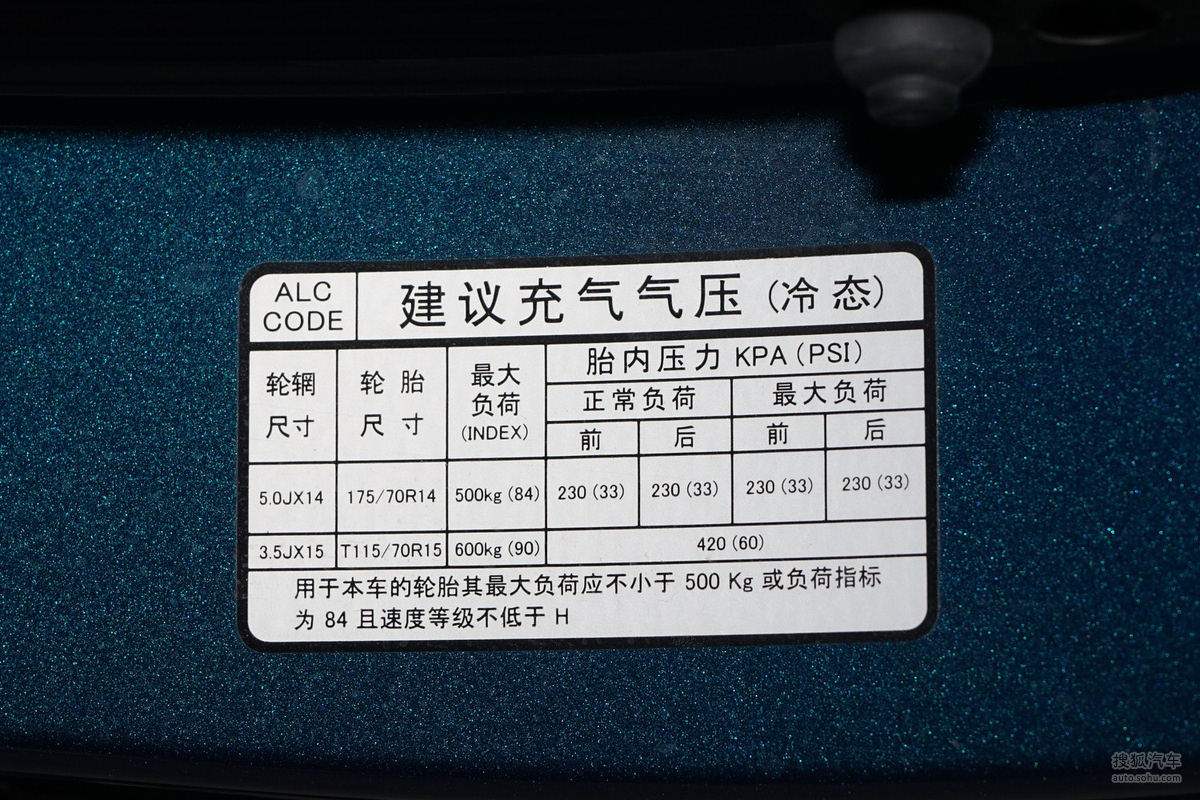 ALC
CODE
建议充气气压(冷态)
轮辋
尺寸
轮胎
尺寸
最大
负荷
(INDEX)
胎内压力 KPA(PSI)
正常负荷 最大负荷
前 后 前 后
5.0JX14 175/70R14 500kg(84) 230(33) 230(33) 230(33) 230(33)
3.5JX15 T115/70R15 600kg(90) 420(60)
用于本车的轮胎其最大负荷应不小于 500 Kg 或负荷指标
为 84 且速度等级不低于 H
搜狐汽车
auto.sohu.com